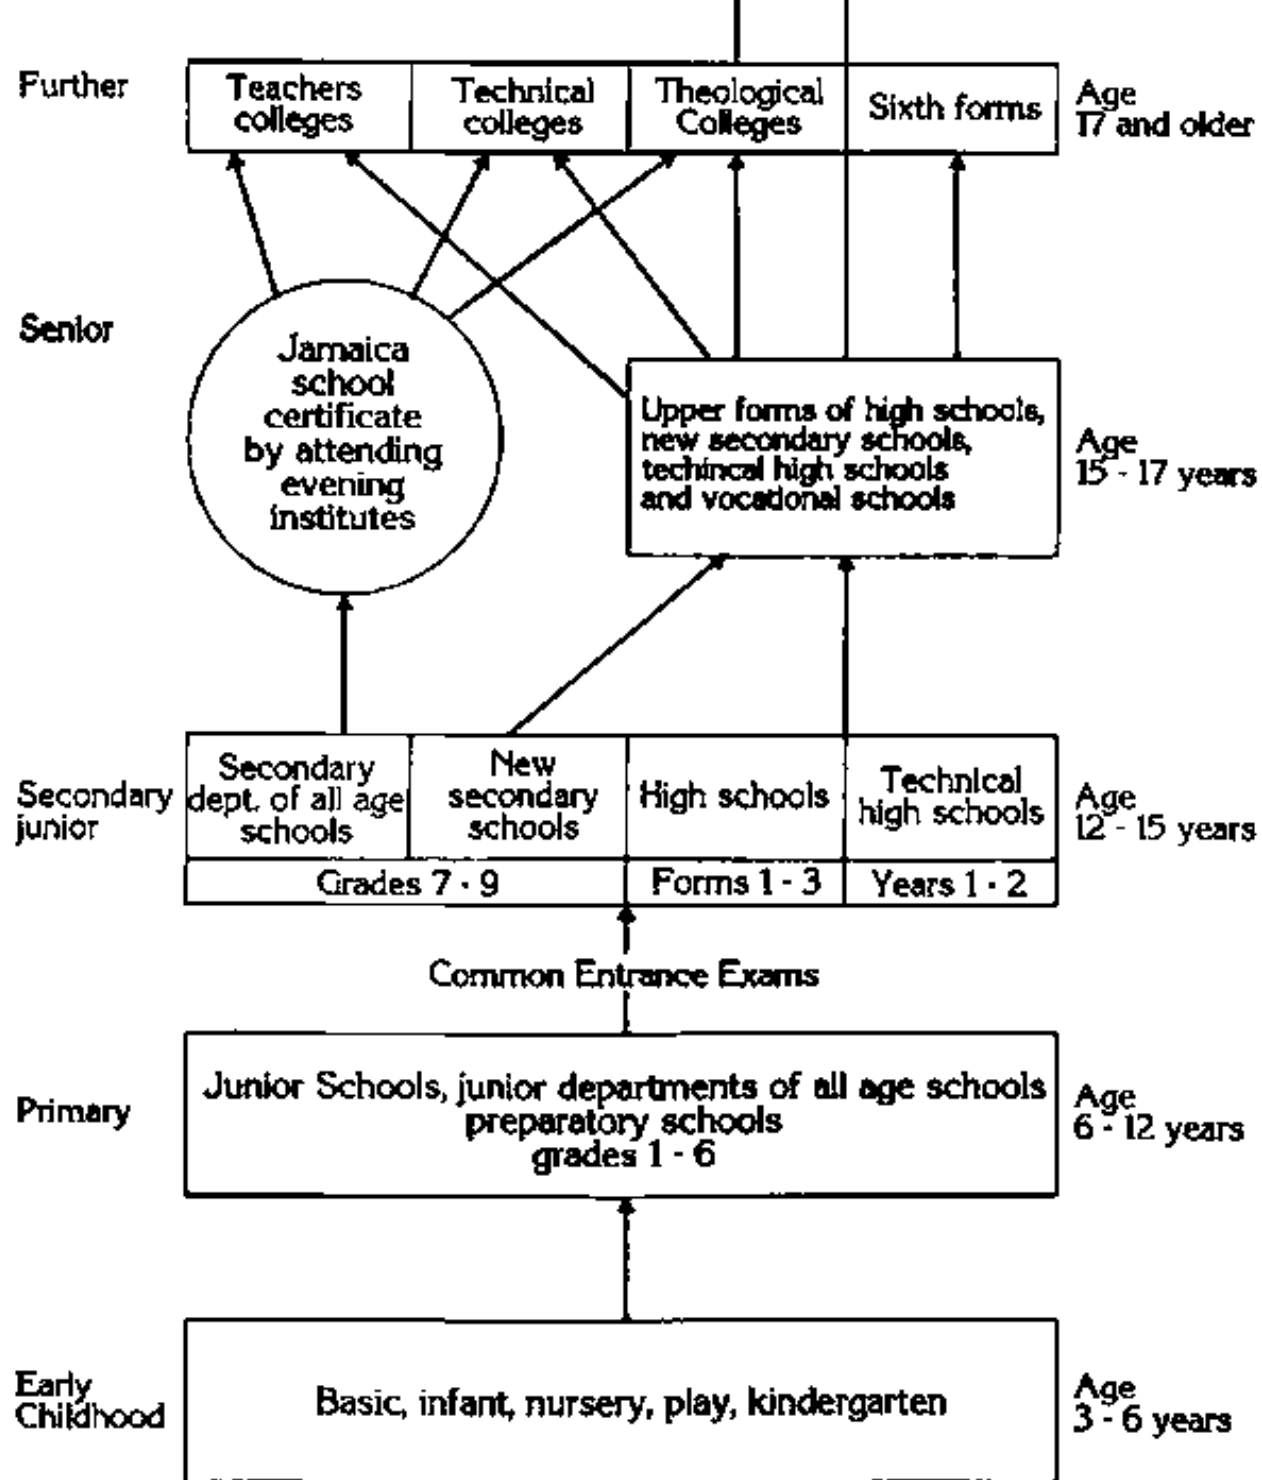 Further
Teachers
colleges
Technical
colleges
Theological
Colleges
Sixth forms
Age
17 and older
Senior
Jamaica
school
certificate
by attending
evening
institutes
Upper forms of high schools,
new secondary schools,
techincal high schools
and vocational schools
Age
15 - 17 years
Secondary
junior
Secondary
dept. of all age
schools
New
secondary
schools
High schools
Technical
high schools
Age
12 - 15 years
Grades 7 - 9
Forms 1 - 3
Years 1 - 2
Common Entrance Exams
Primary
Junior Schools, junior departments of all age schools
preparatory schools
grades 1 - 6
Age
6 - 12 years
Early
Childhood
Basic, infant, nursery, play, kindergarten
Age
3 - 6 years